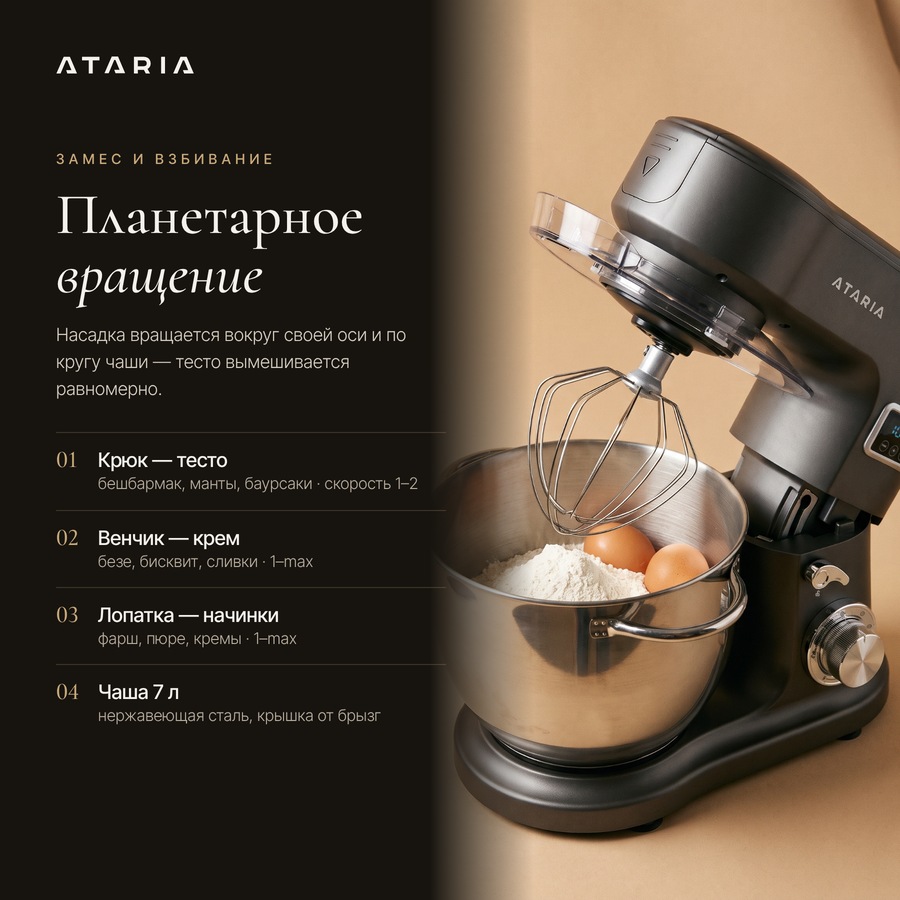 ATARIA
ЗАМЕС И ВЗБИВАНИЕ
Планетарное
вращение
Насадка вращается вокруг своей оси и по
кругу чаши — тесто вымешивается
равномерно.
01 Крюк — тесто
бешбармак, манты, баурсаки · скорость 1–2
02 Венчик — крем
безе, бисквит, сливки · 1–max
03 Лопатка — начинки
фарш, пюре, кремы · 1–max
04 Чаша 7 л
нержавеющая сталь, крышка от брызг
ATARIA